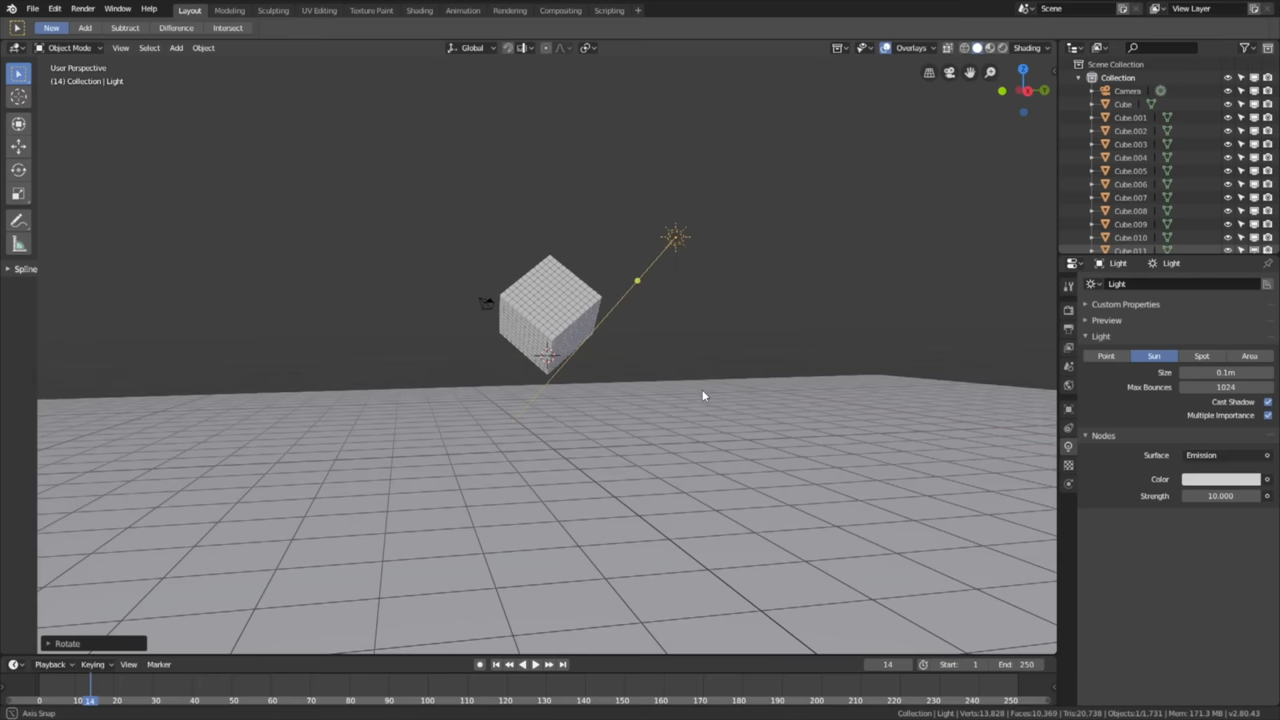 File Edit Render Window Help Layout Modeling Sculpting UV Editing Texture Paint Shading Animation Rendering Compositing Scripting + Scene View Layer
New Add Subtract Difference Intersect
Object Mode View Select Add Object Global Overlays Shading
User Perspective
(14) Collection | Light
Z
X
Y
Spline
Rotate
Scene Collection
Collection
Camera
Cube
Cube.001
Cube.002
Cube.003
Cube.004
Cube.005
Cube.006
Cube.007
Cube.008
Cube.009
Cube.010
Cube.011
Light Light
Light
Custom Properties
Preview
Light
Point Sun Spot Area
Size 0.1m
Max Bounces 1024
Cast Shadow
Multiple Importance
Nodes
Surface Emission
Color
Strength 10.000
Playback Keying View Marker 14 Start: 1 End: 250
0 10 14 20 30 40 50 60 70 80 90 100 110 120 130 140 150 160 170 180 190 200 210 220 230 240 250
Axis Snap Collection | Light | Verts:13,828 | Faces:10,369 | Tris:20,738 | Objects:1/1,731 | Mem: 171.3 MB | v2.80.43